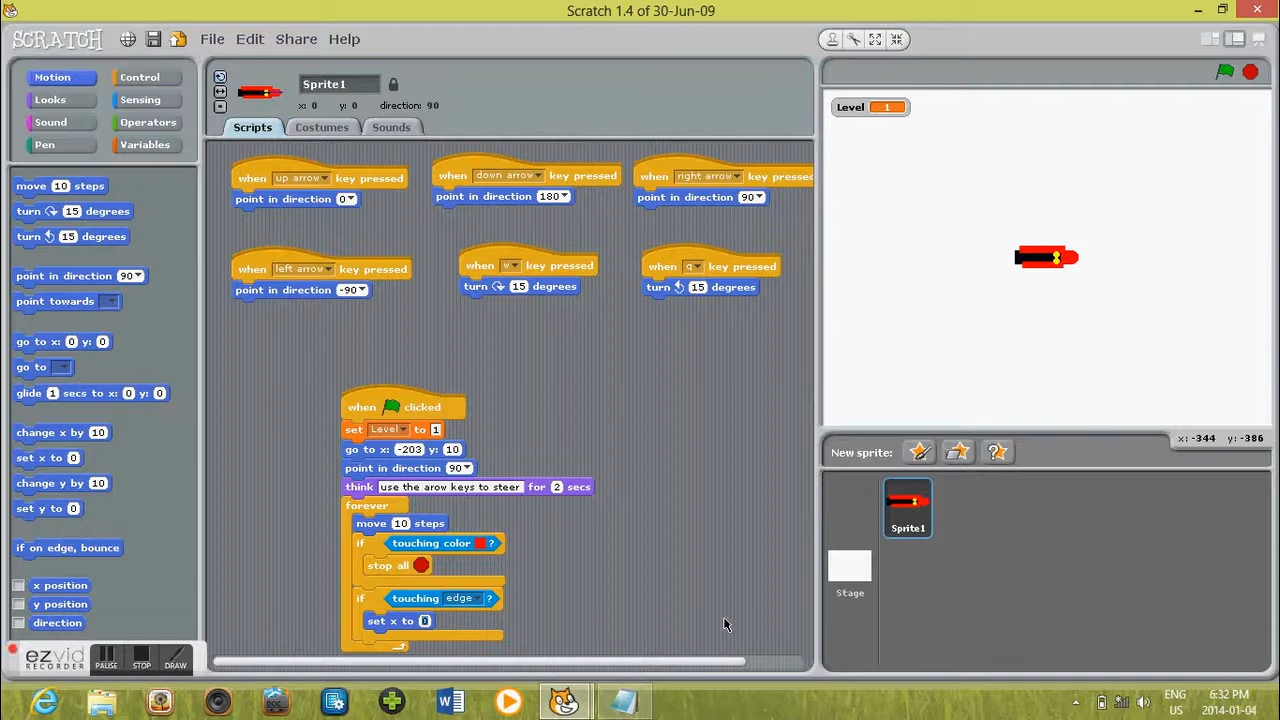 Scratch 1.4 of 30-Jun-09
SCRATCH File Edit Share Help
Motion Control
Looks Sensing
Sound Operators
Pen Variables
move 10 steps
turn 15 degrees
turn 15 degrees
point in direction 90
point towards
go to x: 0 y: 0
go to
glide 1 secs to x: 0 y: 0
change x by 10
set x to 0
change y by 10
set y to 0
if on edge, bounce
x position
y position
direction
Sprite1
x: 0 y: 0 direction: 90
Scripts Costumes Sounds
when up arrow key pressed
point in direction 0
when down arrow key pressed
point in direction 180
when right arrow key pressed
point in direction 90
when left arrow key pressed
point in direction -90
when w key pressed
turn 15 degrees
when q key pressed
turn 15 degrees
when clicked
set Level to 1
go to x: -203 y: 10
point in direction 90
think use the arow keys to steer for 2 secs
forever
move 10 steps
if touching color ?
stop all
if touching edge ?
set x to 0
Level 1
x: -344 y: -386
New sprite:
Sprite1
Stage
ezvid
RECORDER
PAUSE STOP DRAW
ENG
US
6:32 PM
2014-01-04